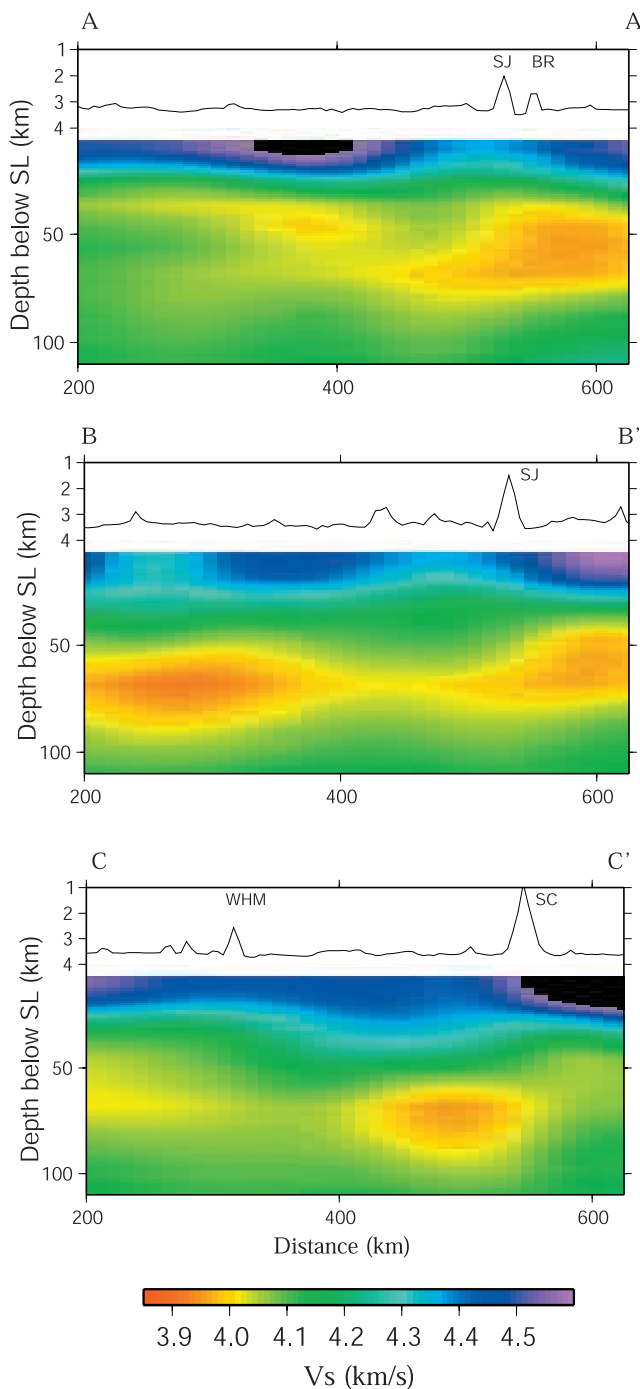 A A
1
SJ BR
2
3
4
Depth below SL (km)
50
100
200 400 600
B B'
1
SJ
2
3
4
Depth below SL (km)
50
100
200 400 600
C C'
1
WHM SC
2
3
4
Depth below SL (km)
50
100
200 400 600
Distance (km)
3.9 4.0 4.1 4.2 4.3 4.4 4.5
Vs (km/s)